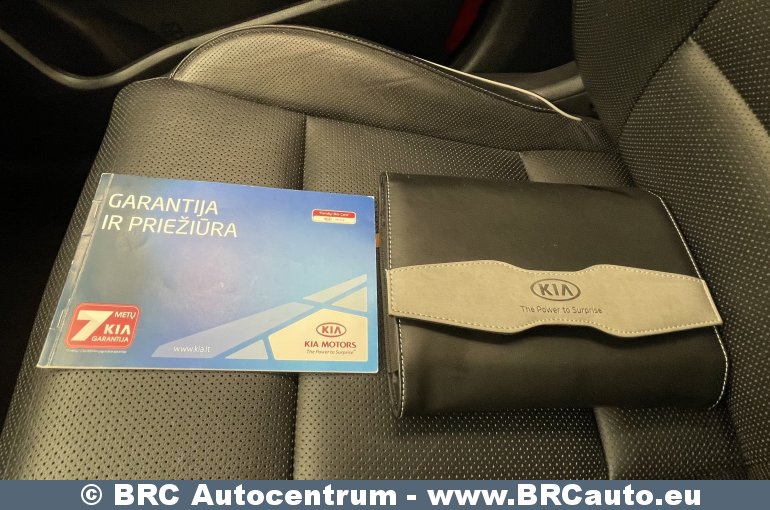 GARANTIJA
IR PRIEŽIŪRA
7 METŲ
KIA
GARANTIJA
www.kia.lt
KIA
KIA MOTORS
The Power to Surprise
KIA
The Power to Surprise
© BRC Autocentrum - www.BRCauto.eu